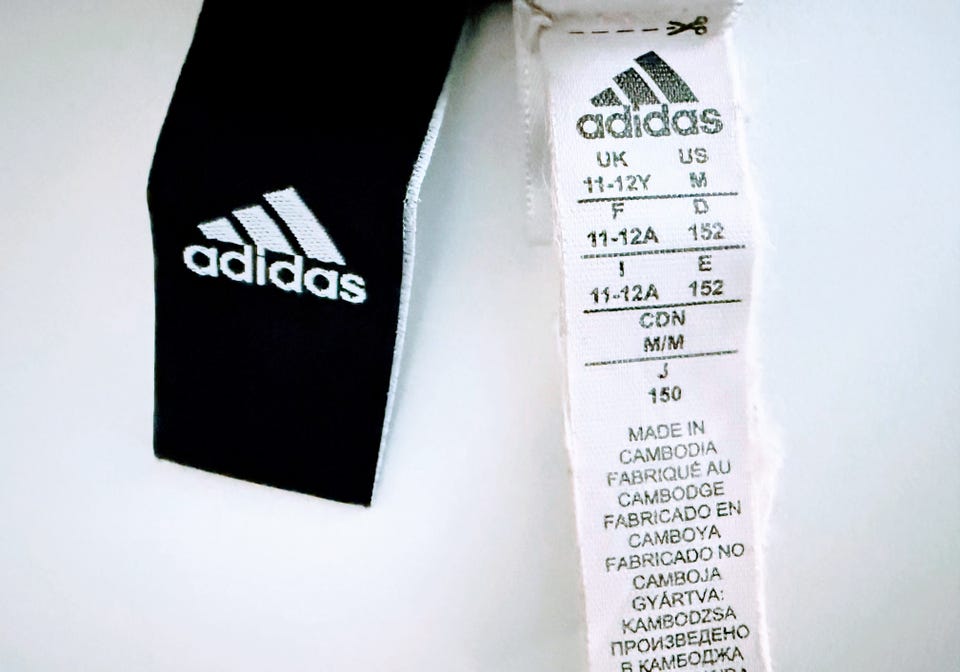 adidas
adidas
UK US
11-12Y M
F D
11-12A 152
I E
11-12A 152
CDN
M/M
J
150
MADE IN
CAMBODIA
FABRIQUÉ AU
CAMBODGE
FABRICADO EN
CAMBOYA
FABRICADO NO
CAMBOJA
GYÁRTVA:
KAMBODZSA
ПРОИЗВЕДЕНО
В КАМБОДЖА